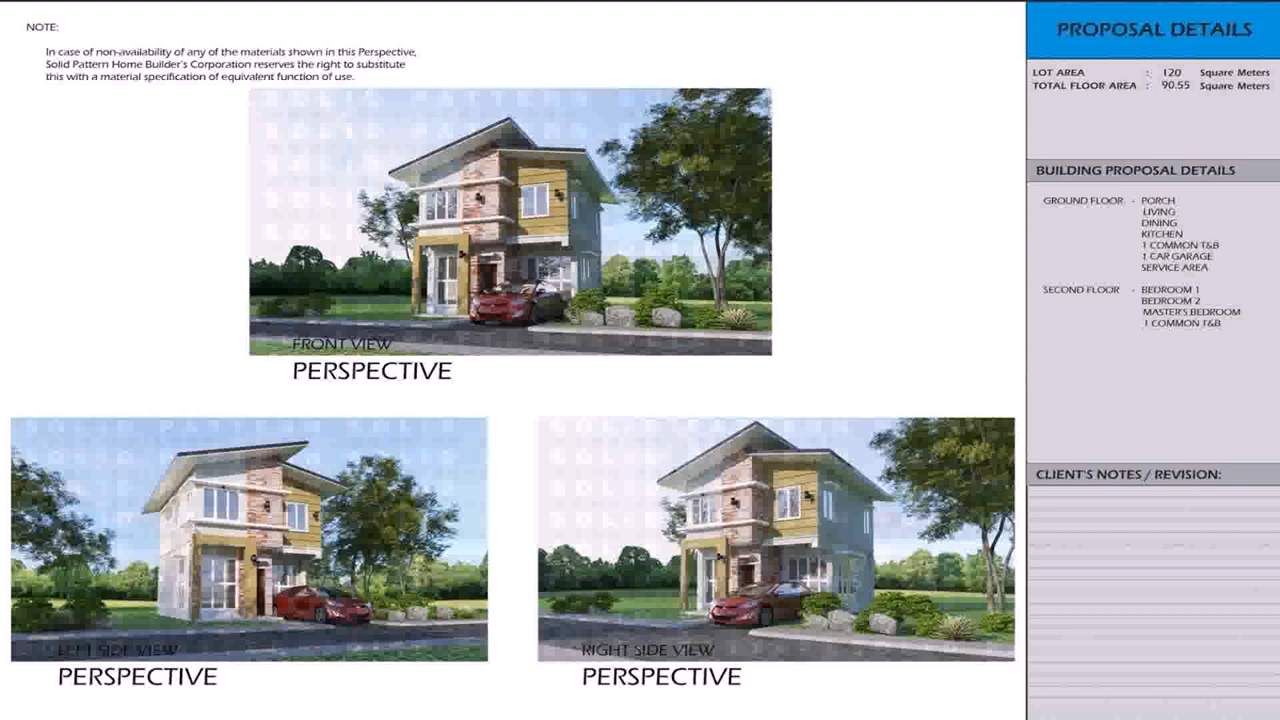 NOTE:
In case of non-availability of any of the materials shown in this Perspective,
Solid Pattern Home Builder's Corporation reserves the right to substitute
this with a material specification of equivalent function of use.
FRONT VIEW
PERSPECTIVE
LEFT SIDE VIEW
PERSPECTIVE
RIGHT SIDE VIEW
PERSPECTIVE
PROPOSAL DETAILS
LOT AREA : 120 Square Meters
TOTAL FLOOR AREA : 90.55 Square Meters
BUILDING PROPOSAL DETAILS
GROUND FLOOR - PORCH
LIVING
DINING
KITCHEN
1 COMMON T&B
1 CAR GARAGE
SERVICE AREA
SECOND FLOOR - BEDROOM 1
BEDROOM 2
MASTER'S BEDROOM
1 COMMON T&B
CLIENT'S NOTES / REVISION: